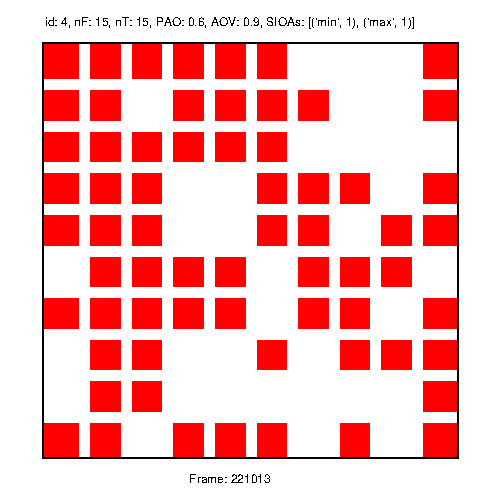 id: 4, nF: 15, nT: 15, PAO: 0.6, AOV: 0.9, SIOAs: [('min', 1), ('max', 1)]
Frame: 221013